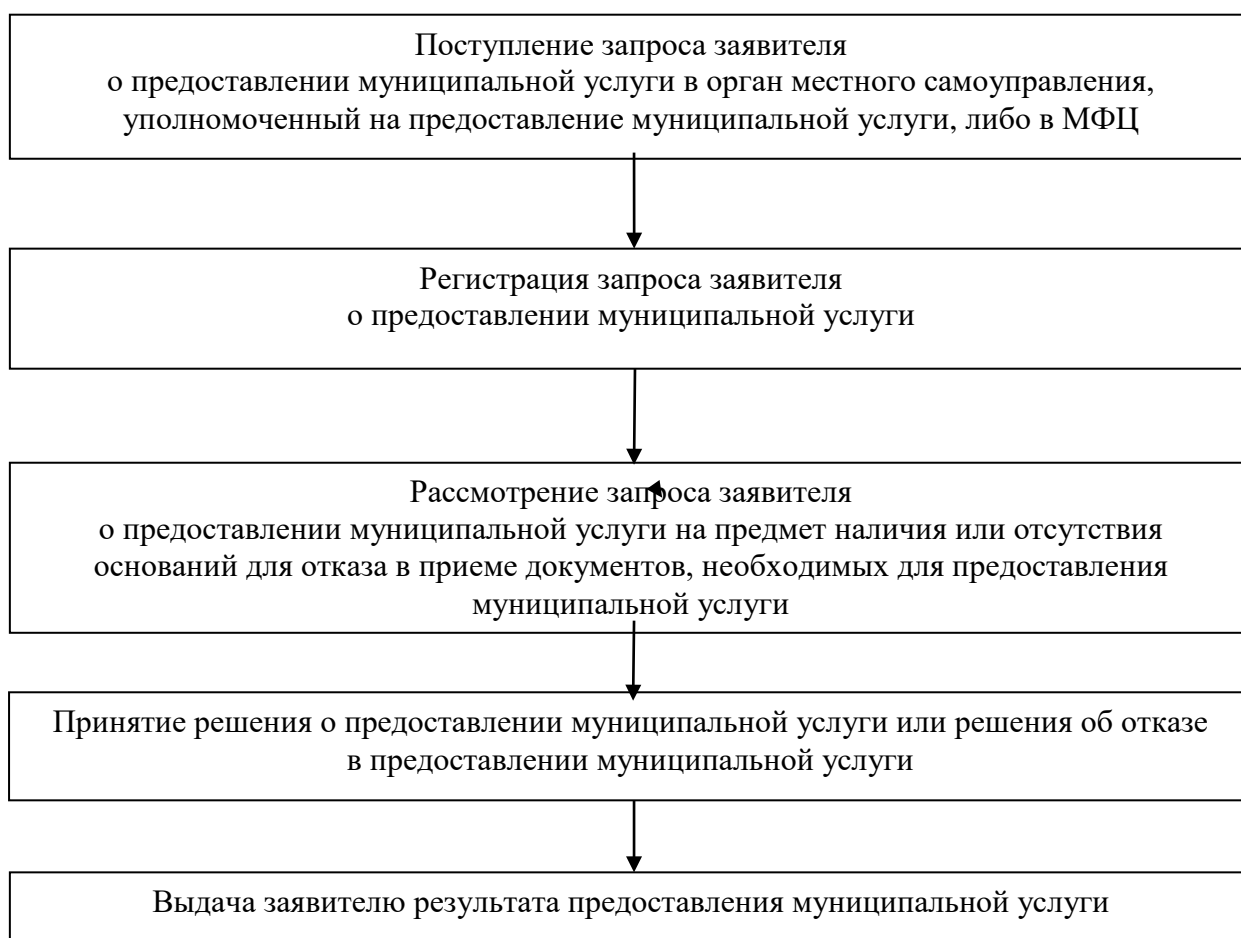 Поступление запроса заявителя
о предоставлении муниципальной услуги в орган местного самоуправления,
уполномоченный на предоставление муниципальной услуги, либо в МФЦ
Регистрация запроса заявителя
о предоставлении муниципальной услуги
Рассмотрение запроса заявителя
о предоставлении муниципальной услуги на предмет наличия или отсутствия
оснований для отказа в приеме документов, необходимых для предоставления
муниципальной услуги
Принятие решения о предоставлении муниципальной услуги или решения об отказе
в предоставлении муниципальной услуги
Выдача заявителю результата предоставления муниципальной услуги